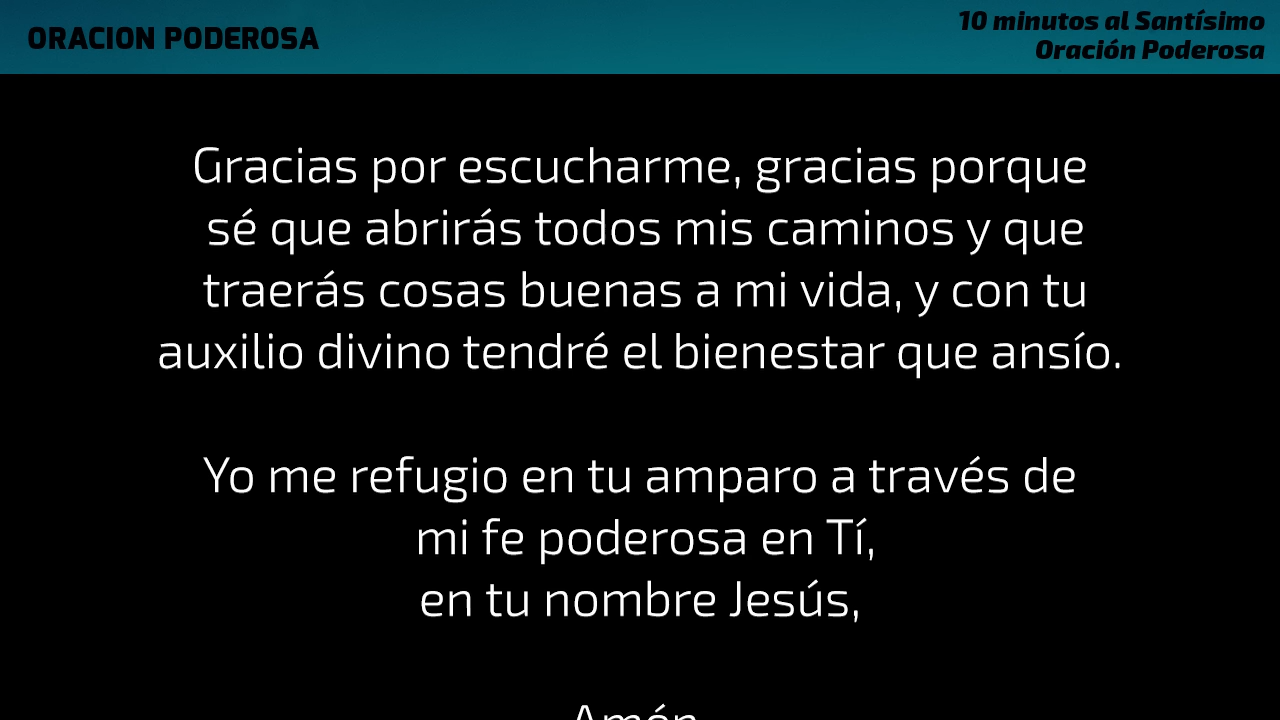 ORACION PODEROSA
10 minutos al Santísimo
Oración Poderosa
Gracias por escucharme, gracias porque
sé que abrirás todos mis caminos y que
traerás cosas buenas a mi vida, y con tu
auxilio divino tendré el bienestar que ansío.
Yo me refugio en tu amparo a través de
mi fe poderosa en Tí,
en tu nombre Jesús,
Amén